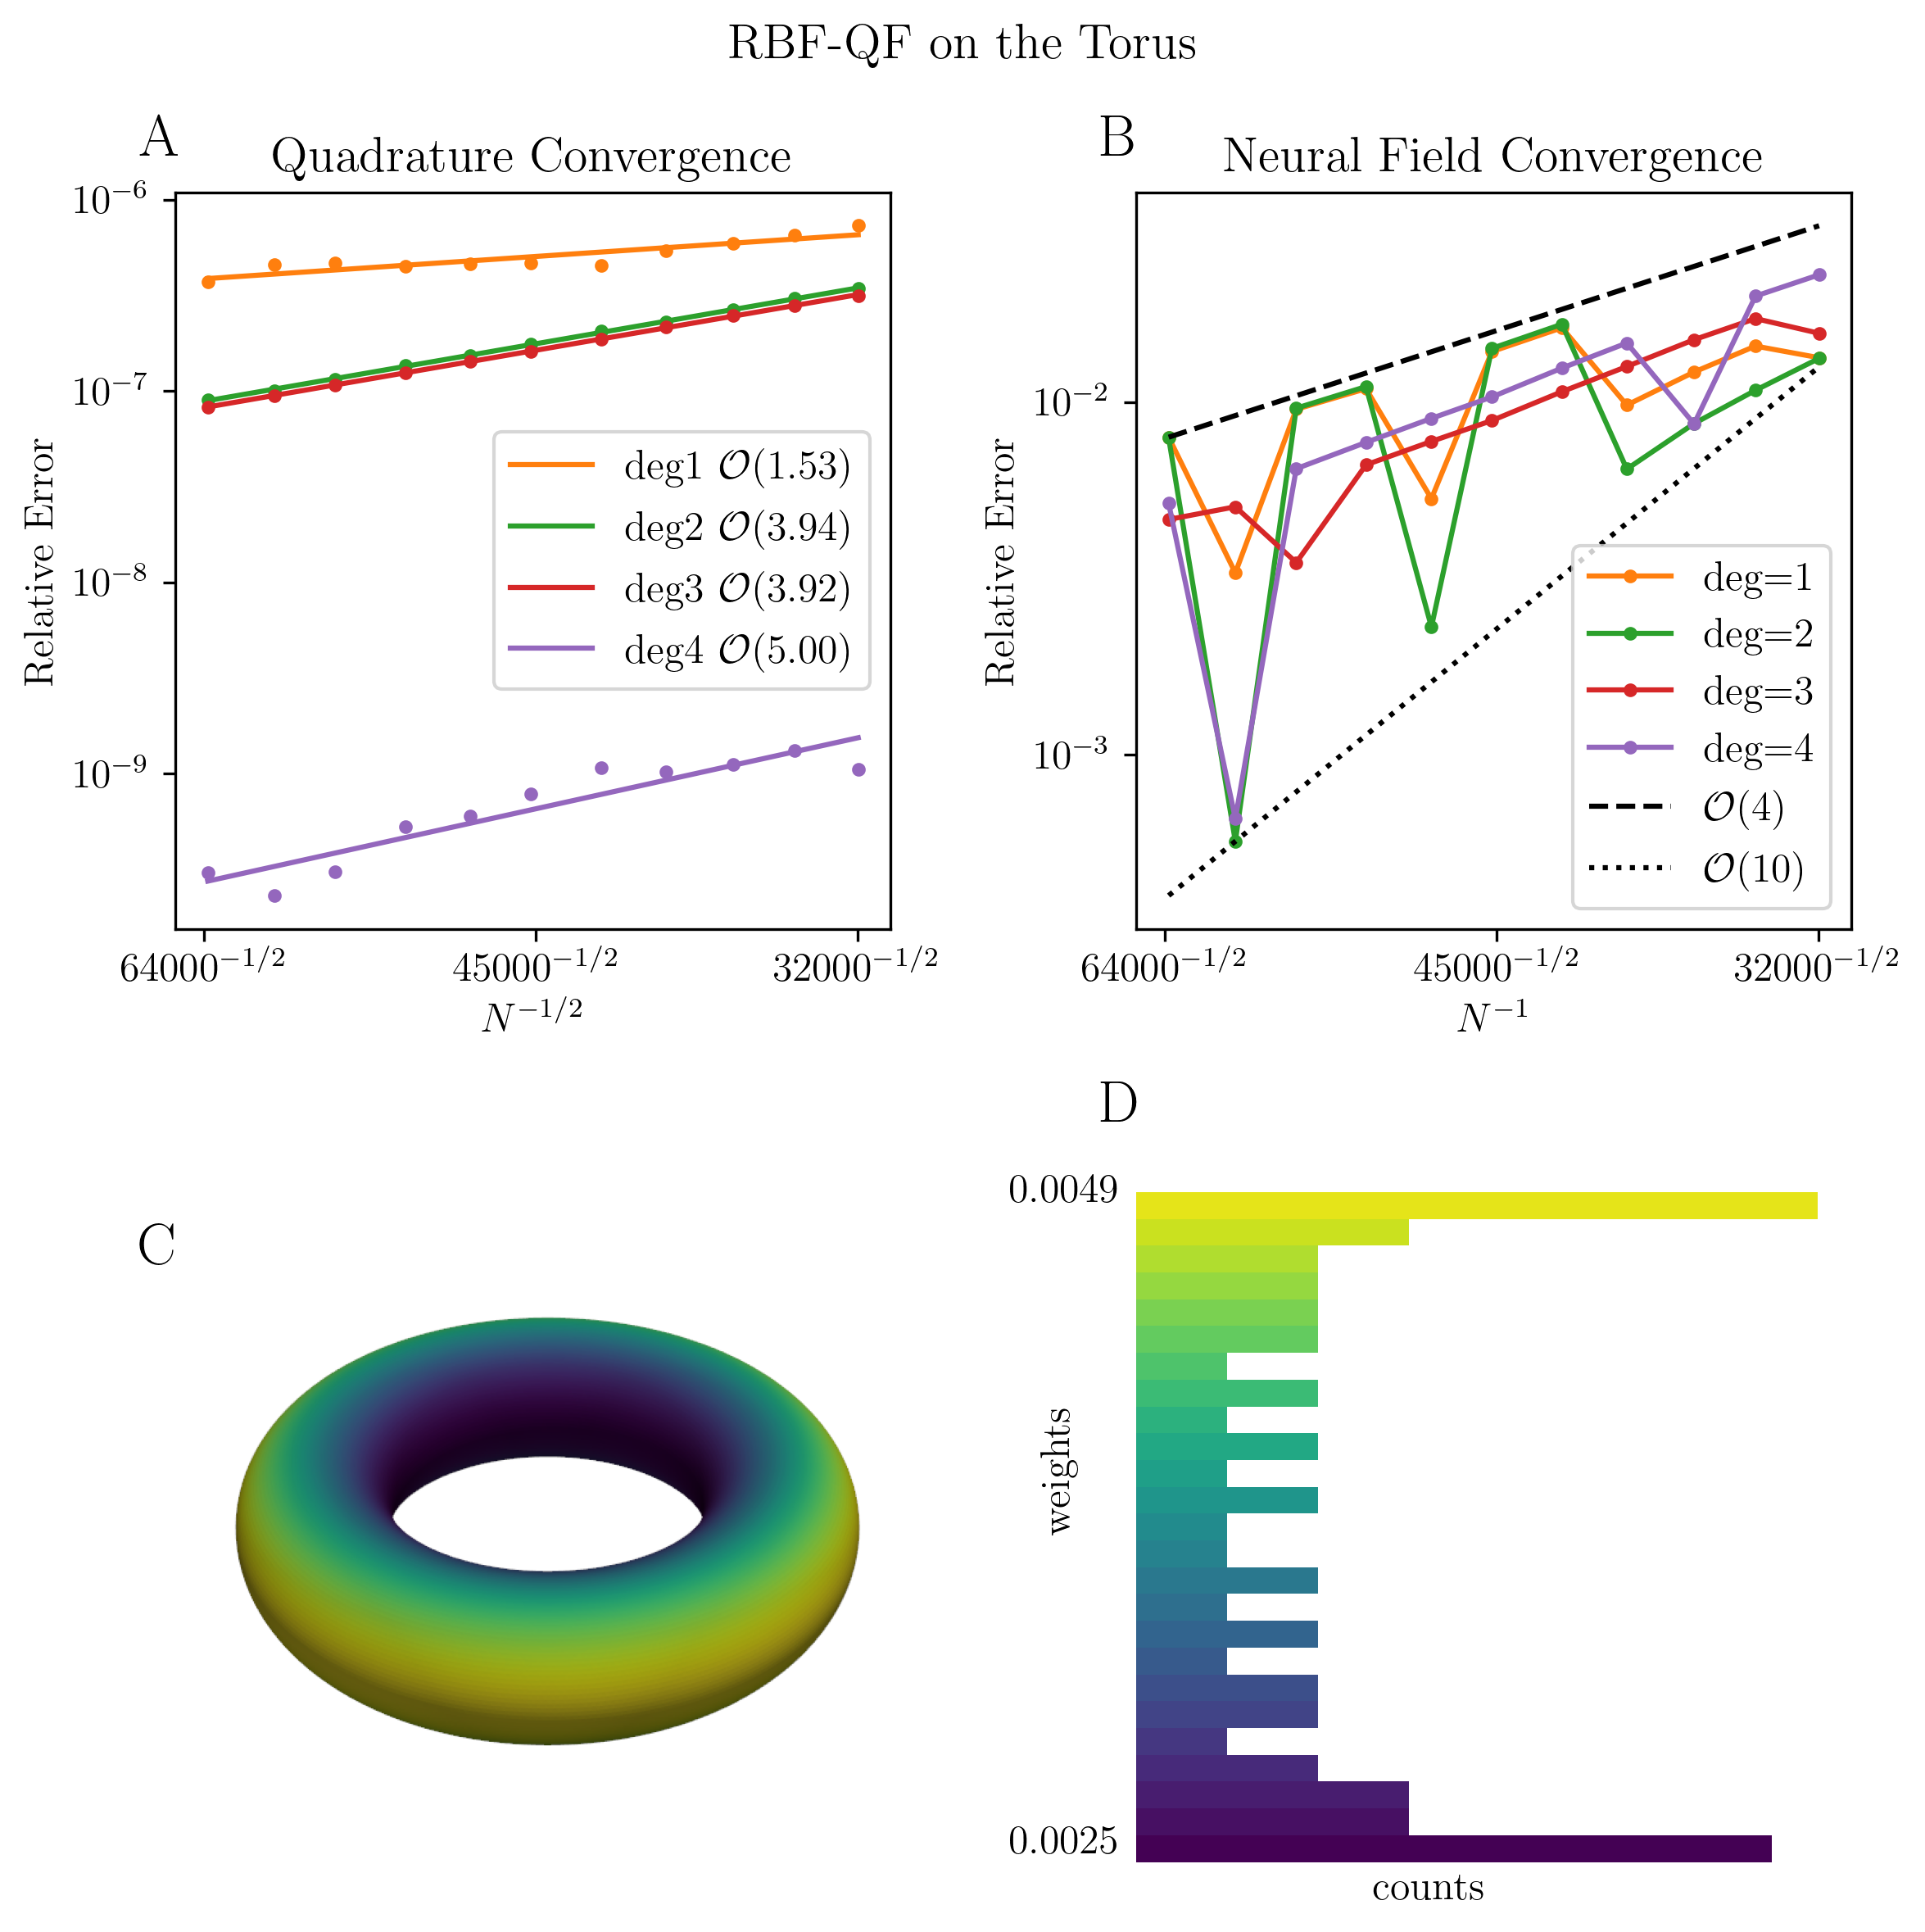 RBF-QF on the Torus
A
Quadrature Convergence
10⁻⁶
10⁻⁷
10⁻⁸
10⁻⁹
Relative Error
deg1 𝒪(1.53)
deg2 𝒪(3.94)
deg3 𝒪(3.92)
deg4 𝒪(5.00)
64000⁻¹/²
45000⁻¹/²
32000⁻¹/²
N⁻¹/²
B
Neural Field Convergence
10⁻²
10⁻³
Relative Error
deg=1
deg=2
deg=3
deg=4
𝒪(4)
𝒪(10)
64000⁻¹/²
45000⁻¹/²
32000⁻¹/²
N⁻¹
C
D
0.0049
weights
0.0025
counts